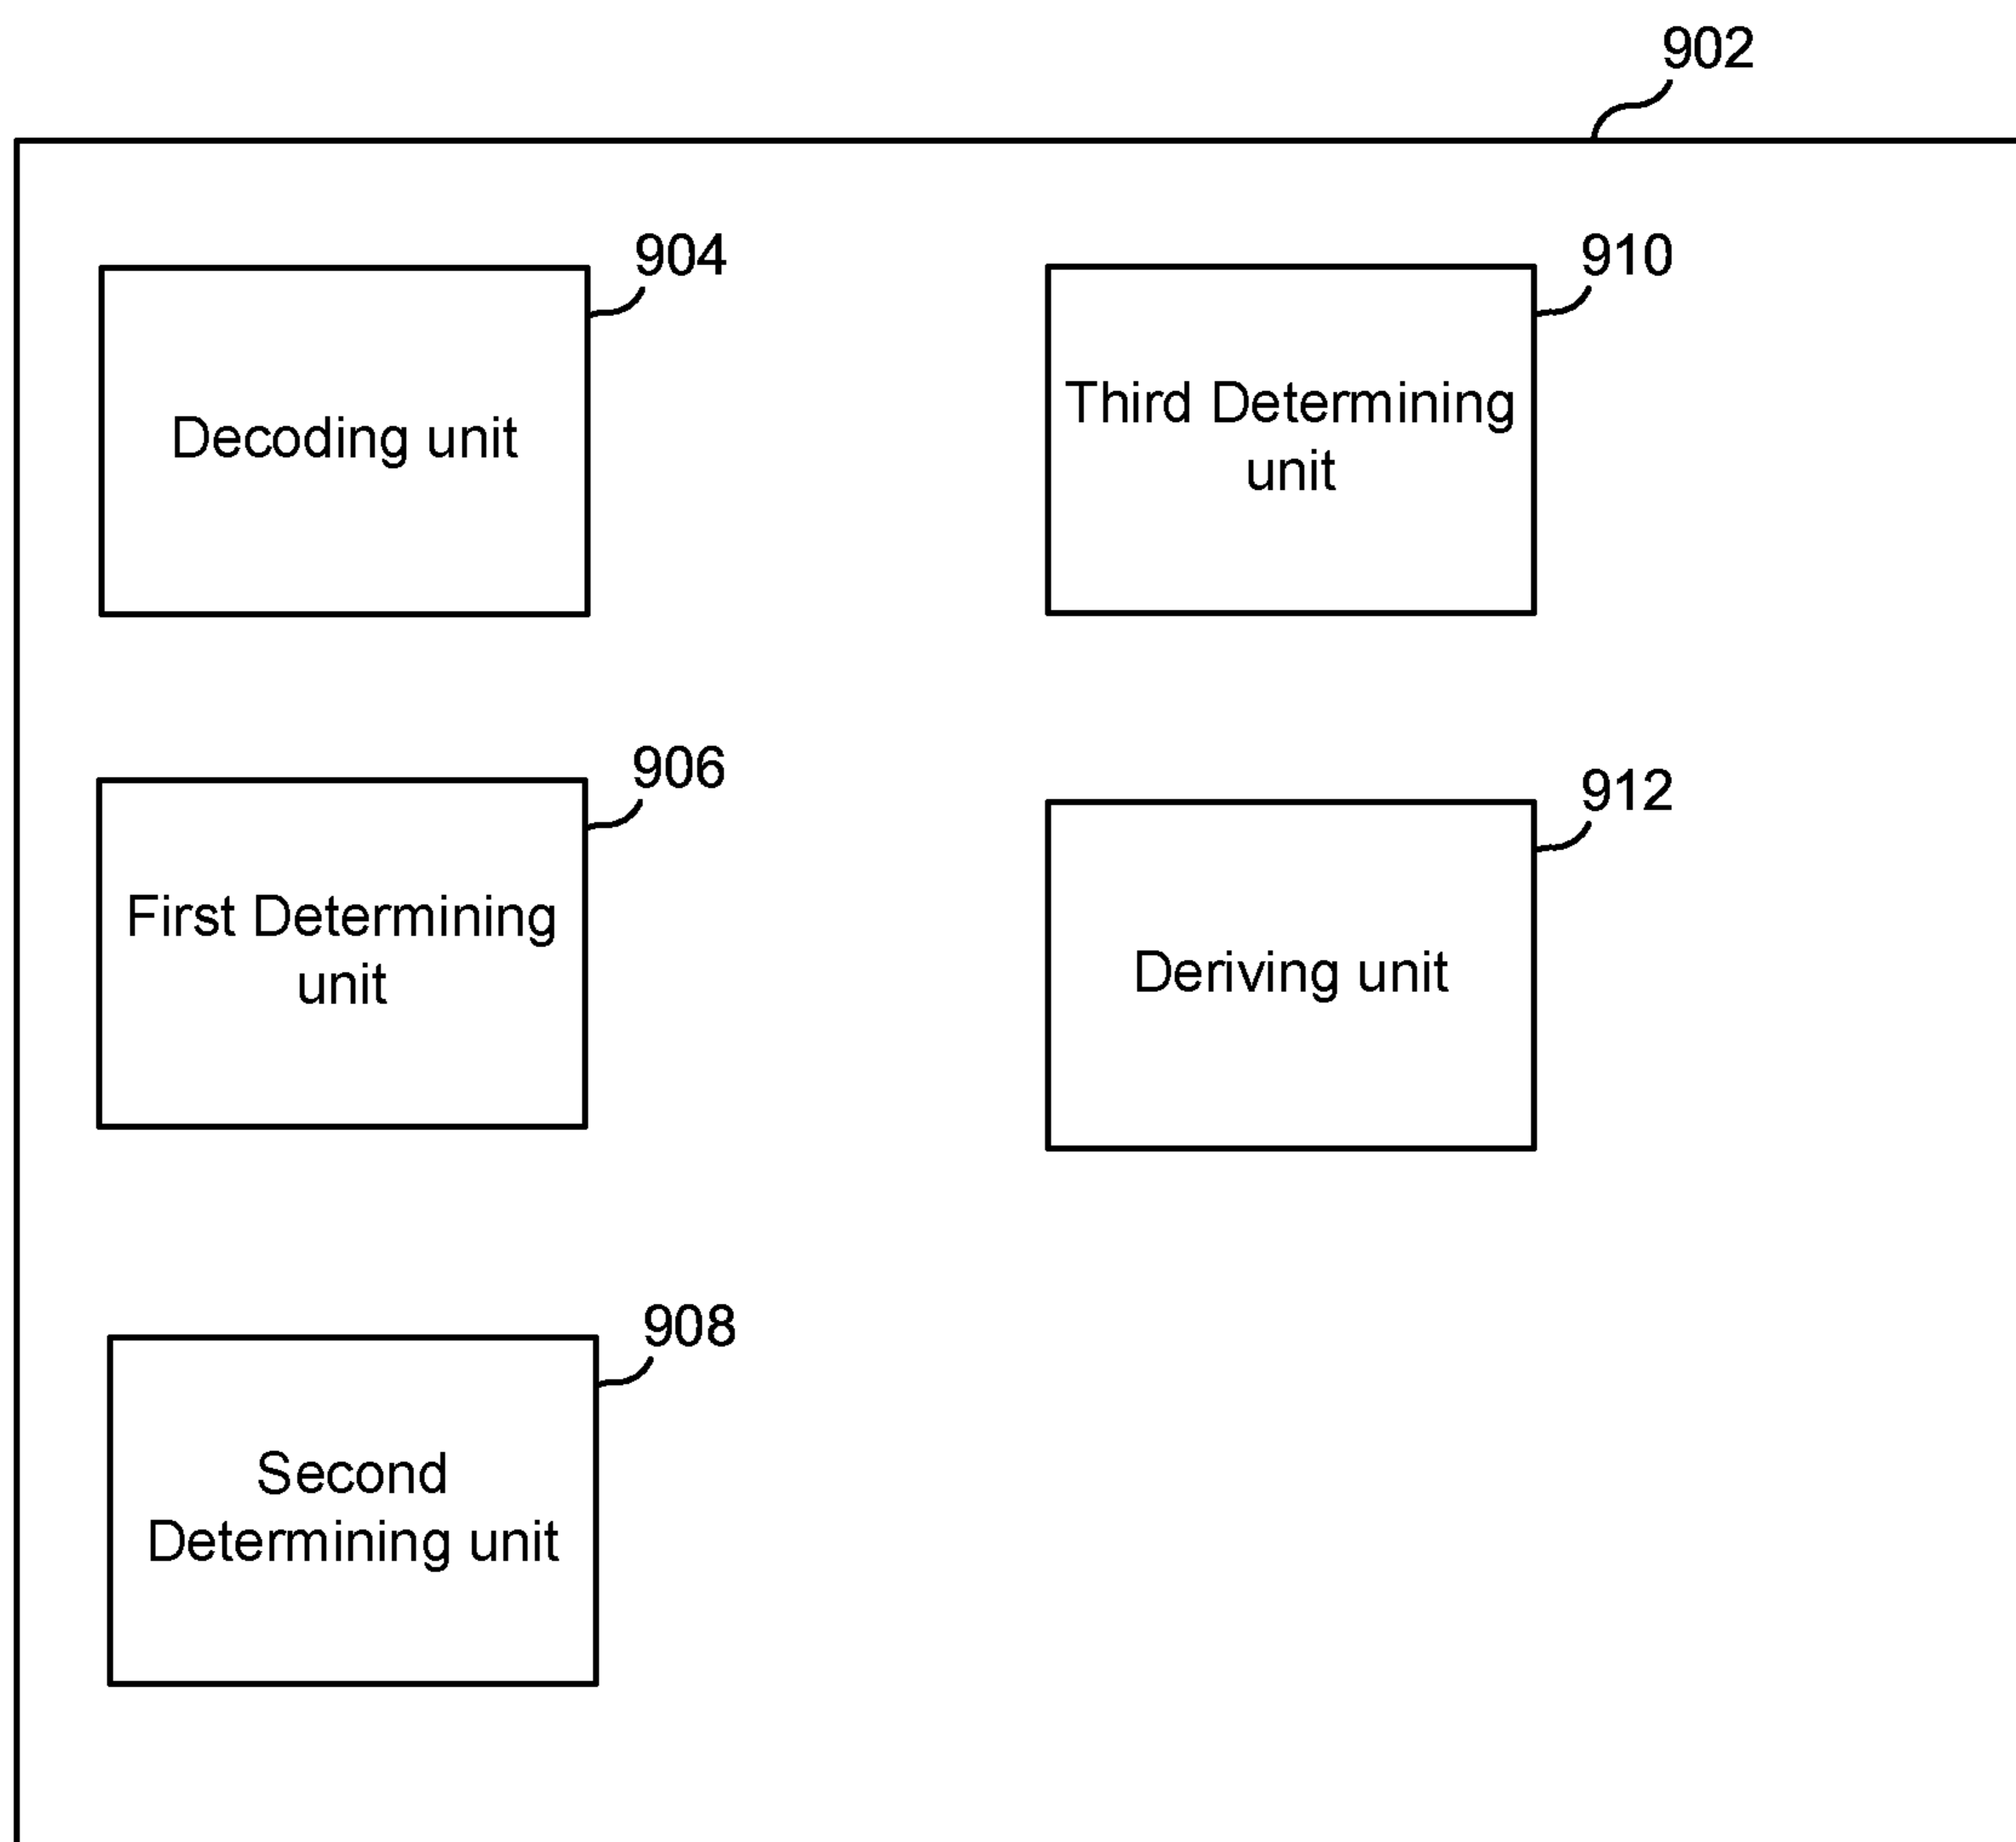 902
904
Decoding unit
910
Third Determining
unit
906
First Determining
unit
912
Deriving unit
908
Second
Determining unit